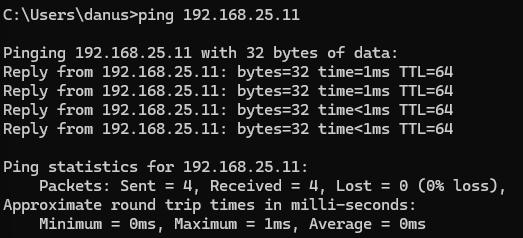 C:\Users\danus>ping 192.168.25.11
Pinging 192.168.25.11 with 32 bytes of data:
Reply from 192.168.25.11: bytes=32 time=1ms TTL=64
Reply from 192.168.25.11: bytes=32 time=1ms TTL=64
Reply from 192.168.25.11: bytes=32 time<1ms TTL=64
Reply from 192.168.25.11: bytes=32 time<1ms TTL=64
Ping statistics for 192.168.25.11:
    Packets: Sent = 4, Received = 4, Lost = 0 (0% loss),
Approximate round trip times in milli-seconds:
    Minimum = 0ms, Maximum = 1ms, Average = 0ms